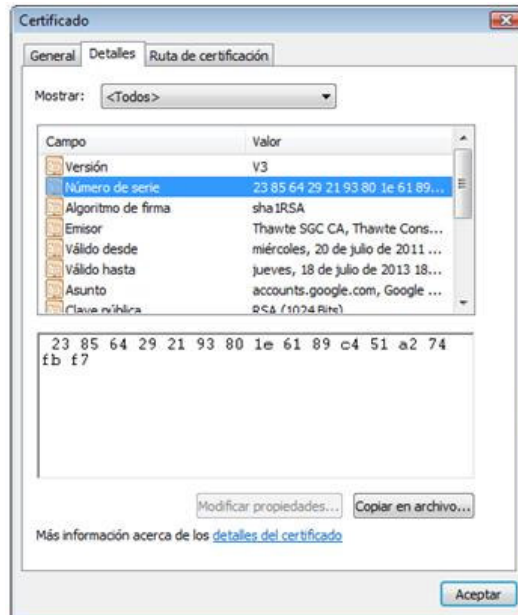 Certificado
General Detalles Ruta de certificación
Mostrar: <Todos>
Campo Valor
Versión V3
Número de serie 23 85 64 29 21 93 80 1e 61 89...
Algoritmo de firma sha1RSA
Emisor Thawte SGC CA, Thawte Cons...
Válido desde miércoles, 20 de julio de 2011 ...
Válido hasta jueves, 18 de julio de 2013 18...
Asunto accounts.google.com, Google ...
Clave pública RSA (1024 Bits)
23 85 64 29 21 93 80 1e 61 89 c4 51 a2 74
fb f7
Modificar propiedades... Copiar en archivo...
Más información acerca de los detalles del certificado
Aceptar